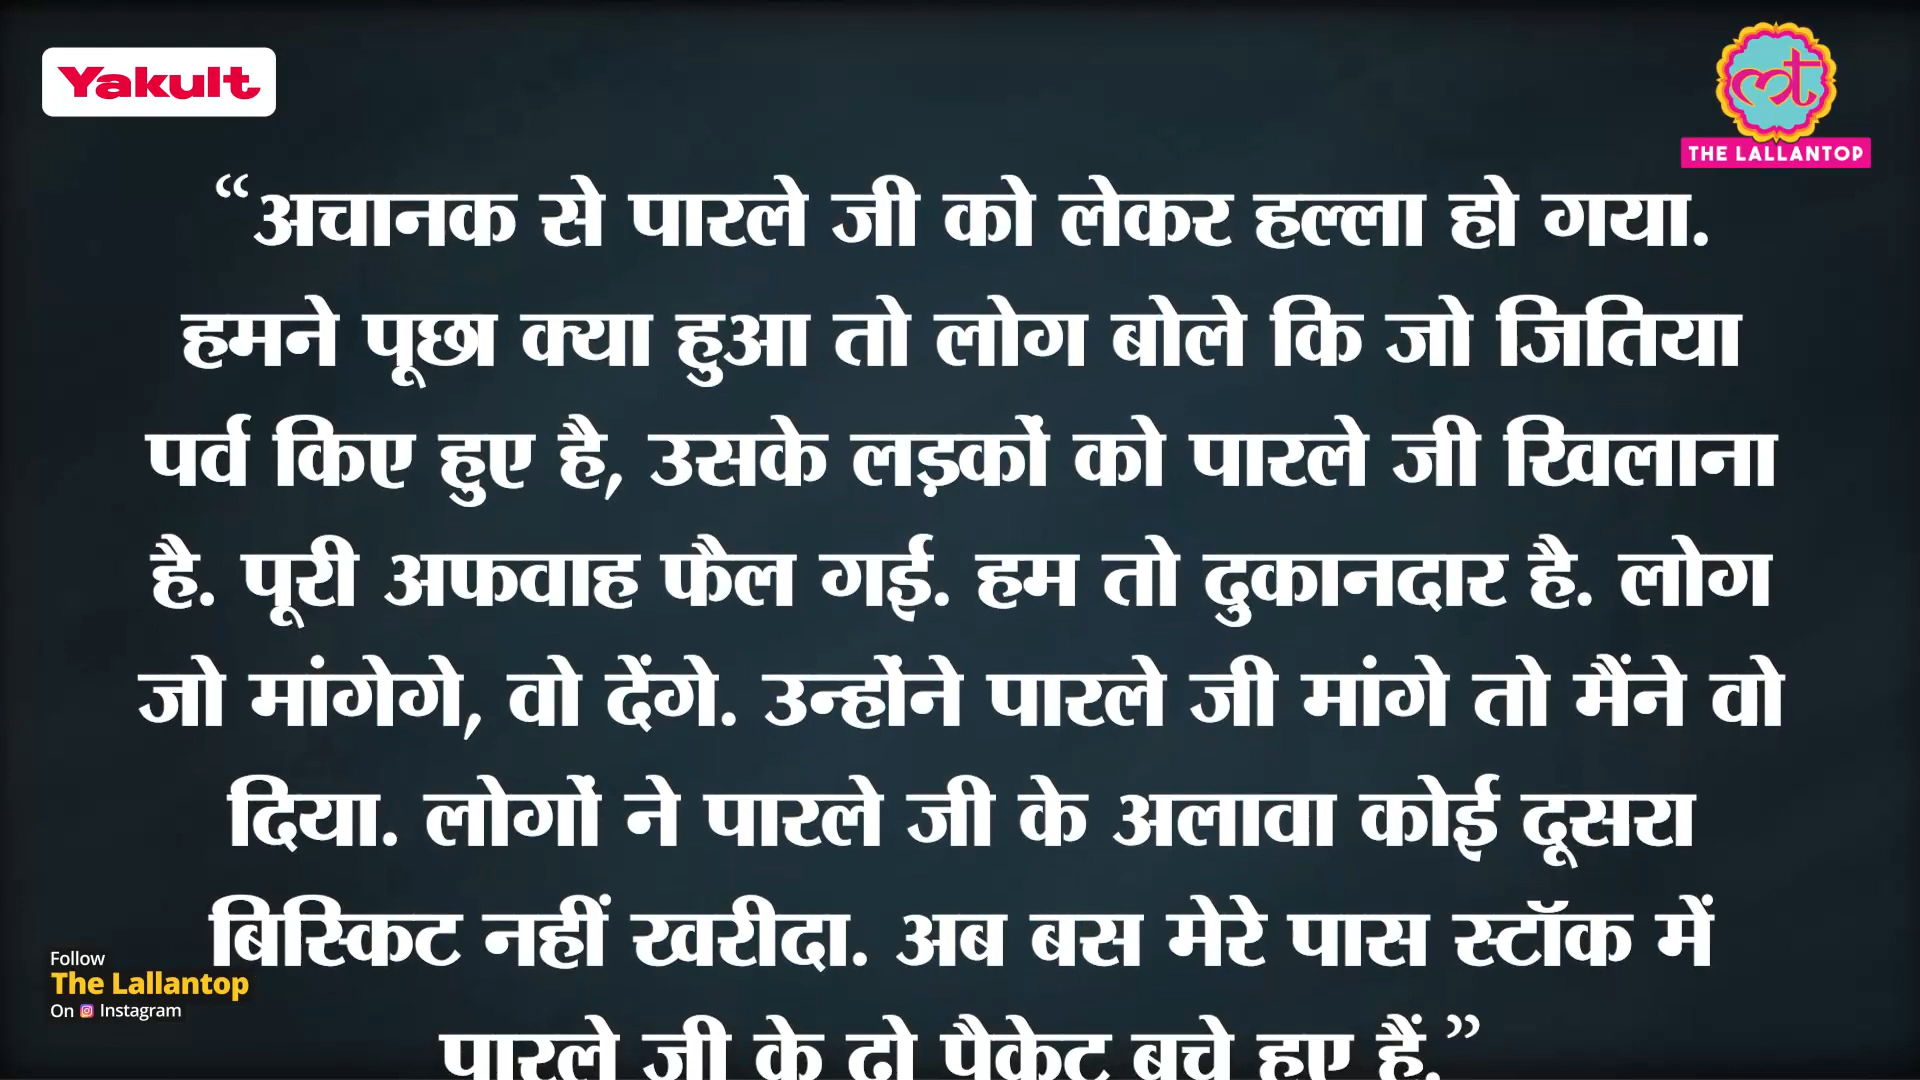 Yakult
THE LALLANTOP
“अचानक से पारले जी को लेकर हल्ला हो गया.
हमने पूछा क्या हुआ तो लोग बोले कि जो जितिया
पर्व किए हुए है, उसके लड़कों को पारले जी खिलाना
है. पूरी अफवाह फैल गई. हम तो दुकानदार है. लोग
जो मांगेगे, वो देंगे. उन्होंने पारले जी मांगे तो मैंने वो
दिया. लोगों ने पारले जी के अलावा कोई दूसरा
बिस्किट नहीं खरीदा. अब बस मेरे पास स्टॉक में
पारले जी के दो पैकेट बचे हुए हैं.”
Follow
The Lallantop
On Instagram